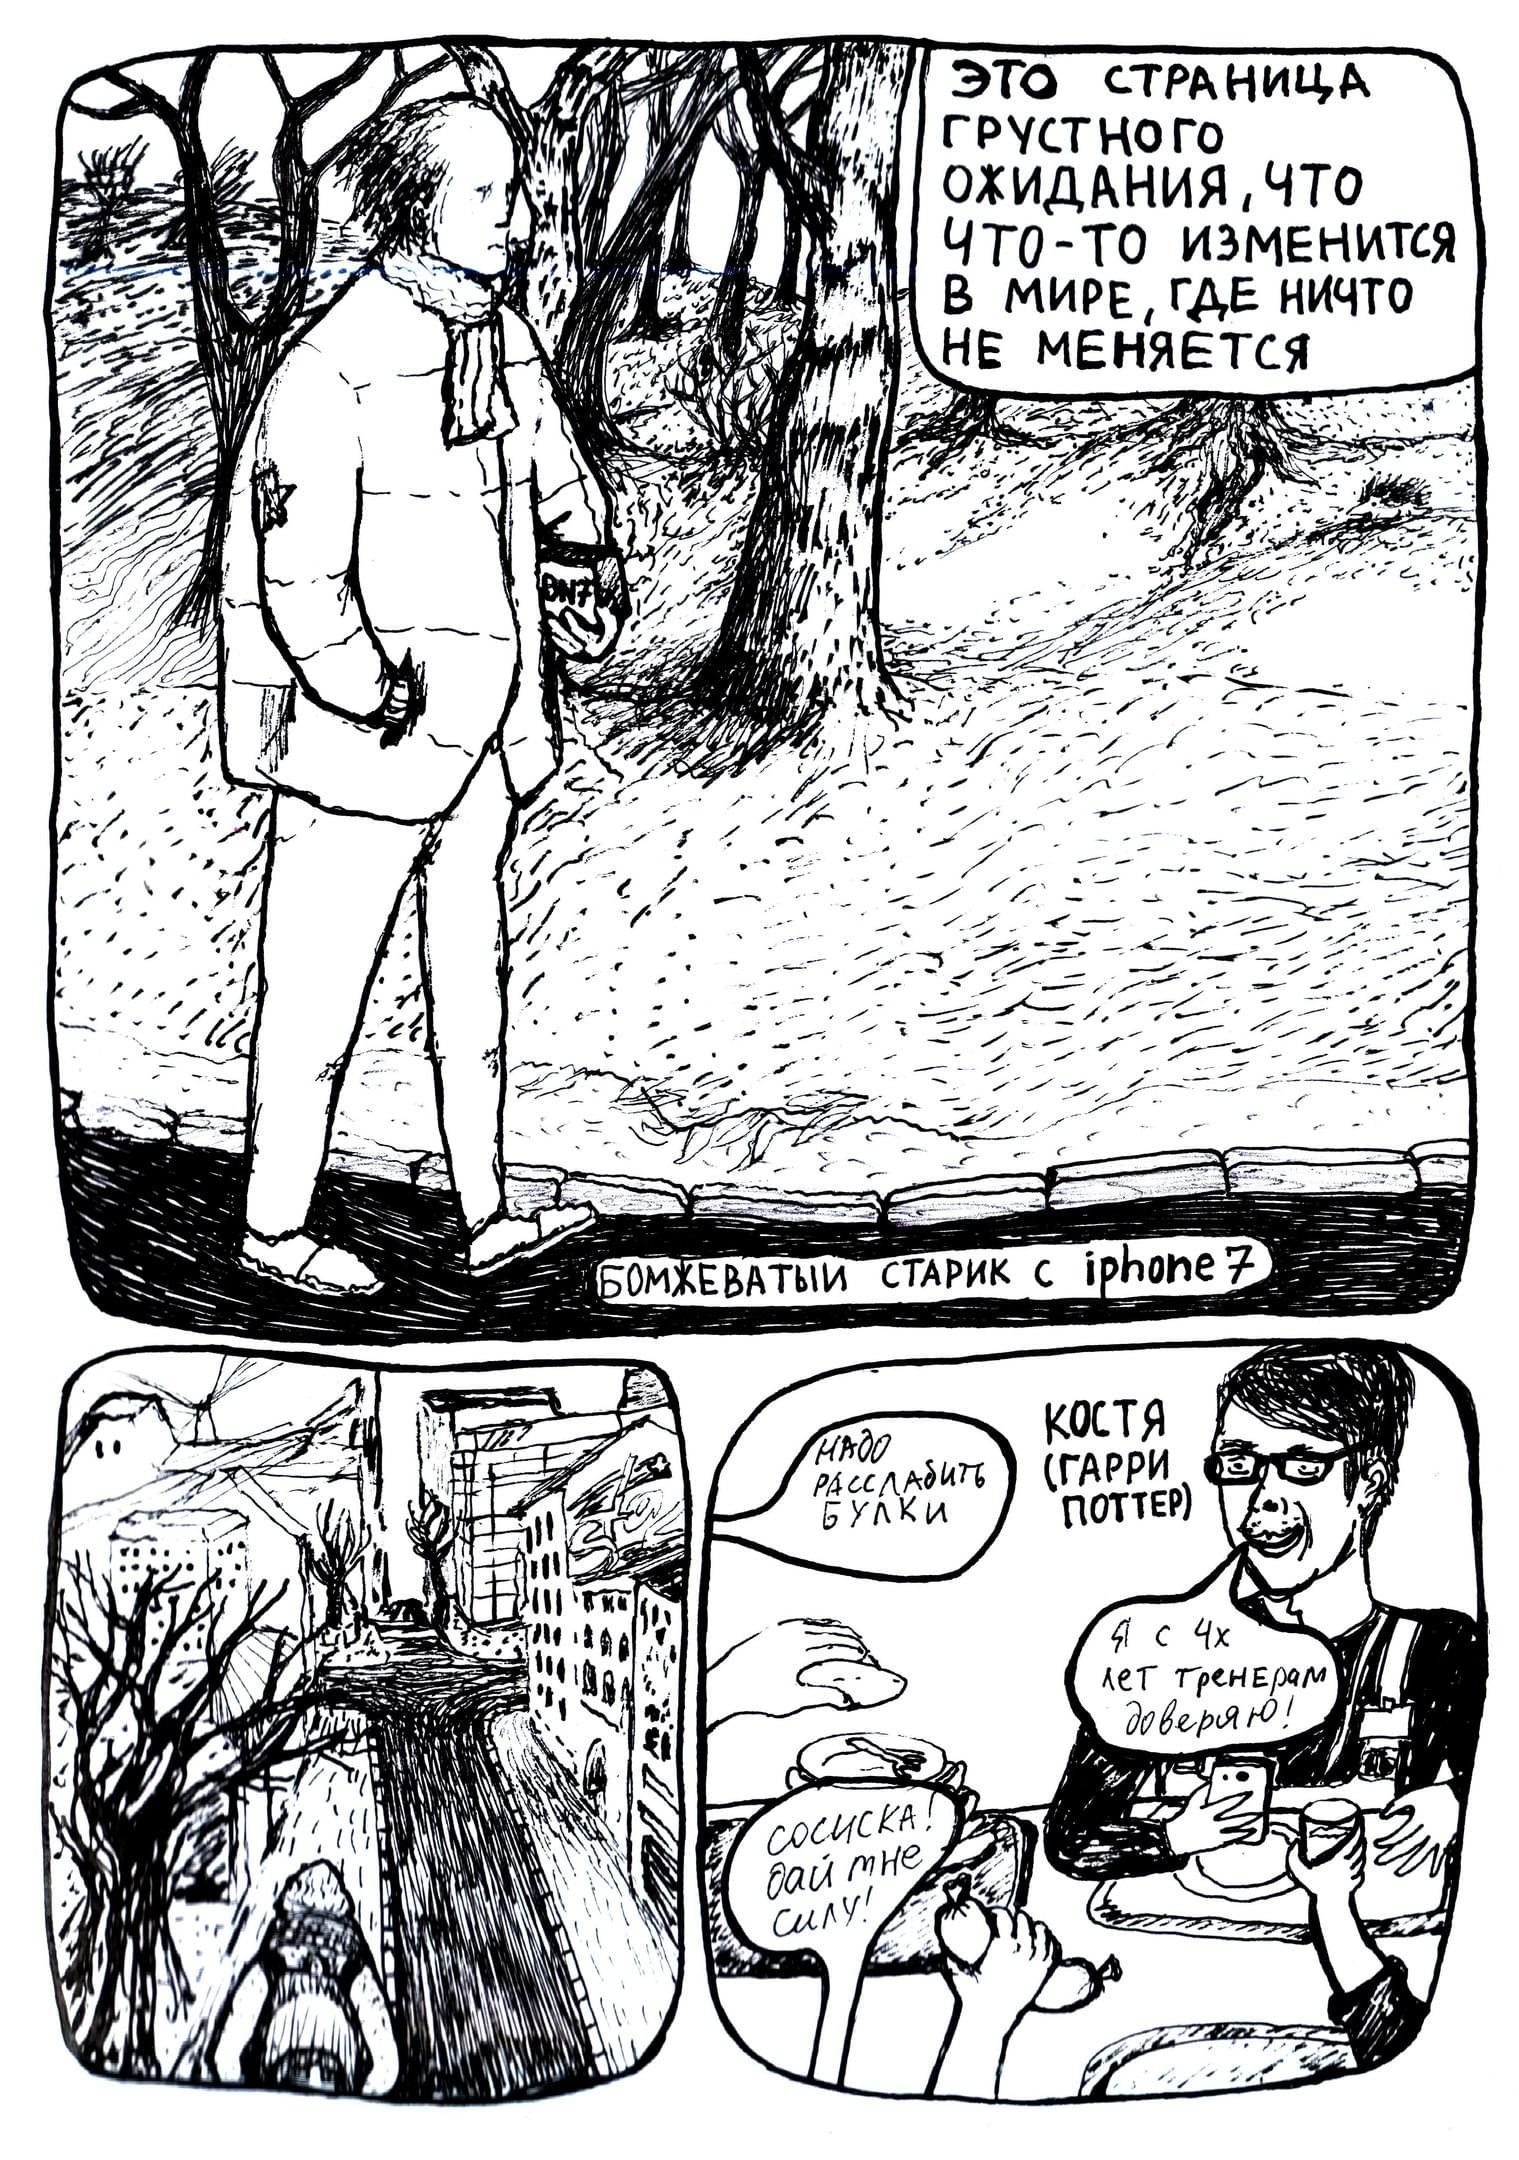 ЭТО СТРАНИЦА
ГРУСТНОГО
ОЖИДАНИЯ, ЧТО
ЧТО-ТО ИЗМЕНИТСЯ
В МИРЕ, ГДЕ НИЧТО
НЕ МЕНЯЕТСЯ
ON7
БОМЖЕВАТЫЙ СТАРИК С iphone 7
НАДО
РАССЛАБИТЬ
БУЛКИ
КОСТЯ
(ГАРРИ
ПОТТЕР)
Я С 4х
лет тренерам
доверяю!
СОСИСКА!
дай мне
силу!